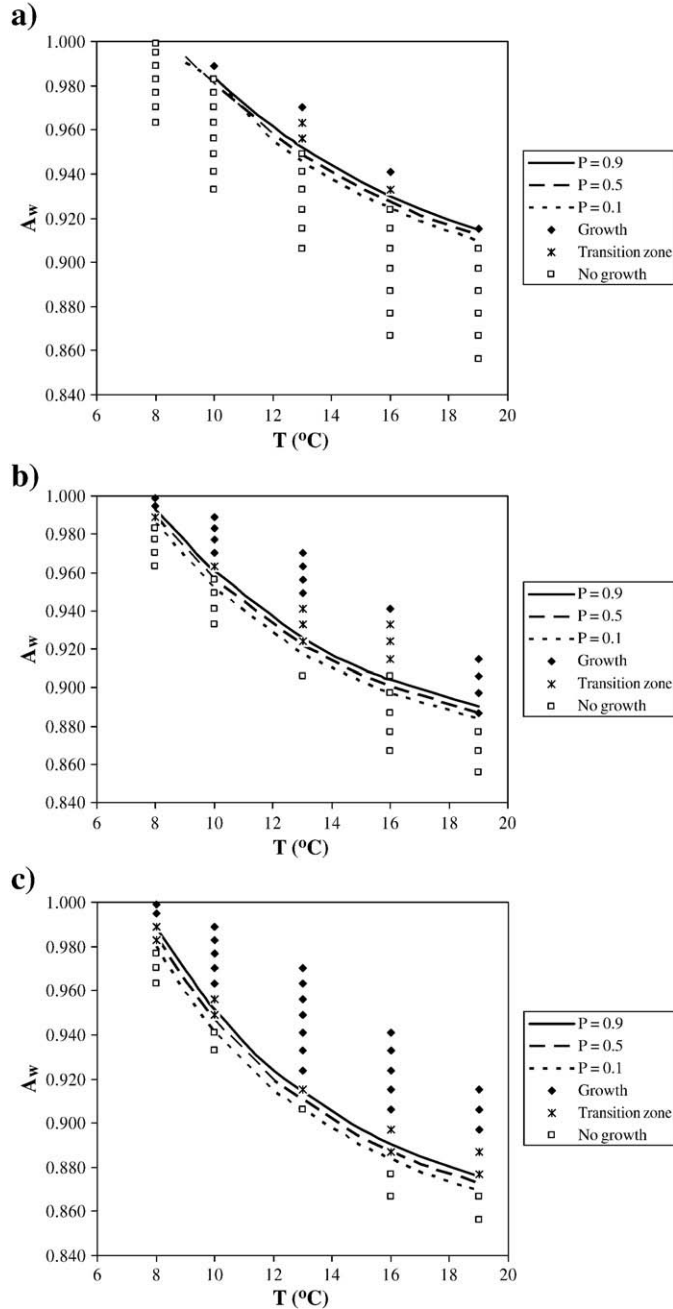 a)
1.000
0.980
0.960
0.940
0.920
0.900
0.880
0.860
0.840
Aw
6 8 10 12 14 16 18 20
T (°C)
P = 0.9
P = 0.5
P = 0.1
Growth
Transition zone
No growth
b)
1.000
0.980
0.960
0.940
0.920
0.900
0.880
0.860
0.840
Aw
6 8 10 12 14 16 18 20
T (°C)
P = 0.9
P = 0.5
P = 0.1
Growth
Transition zone
No growth
c)
1.000
0.980
0.960
0.940
0.920
0.900
0.880
0.860
0.840
Aw
6 8 10 12 14 16 18 20
T (°C)
P = 0.9
P = 0.5
P = 0.1
Growth
Transition zone
No growth